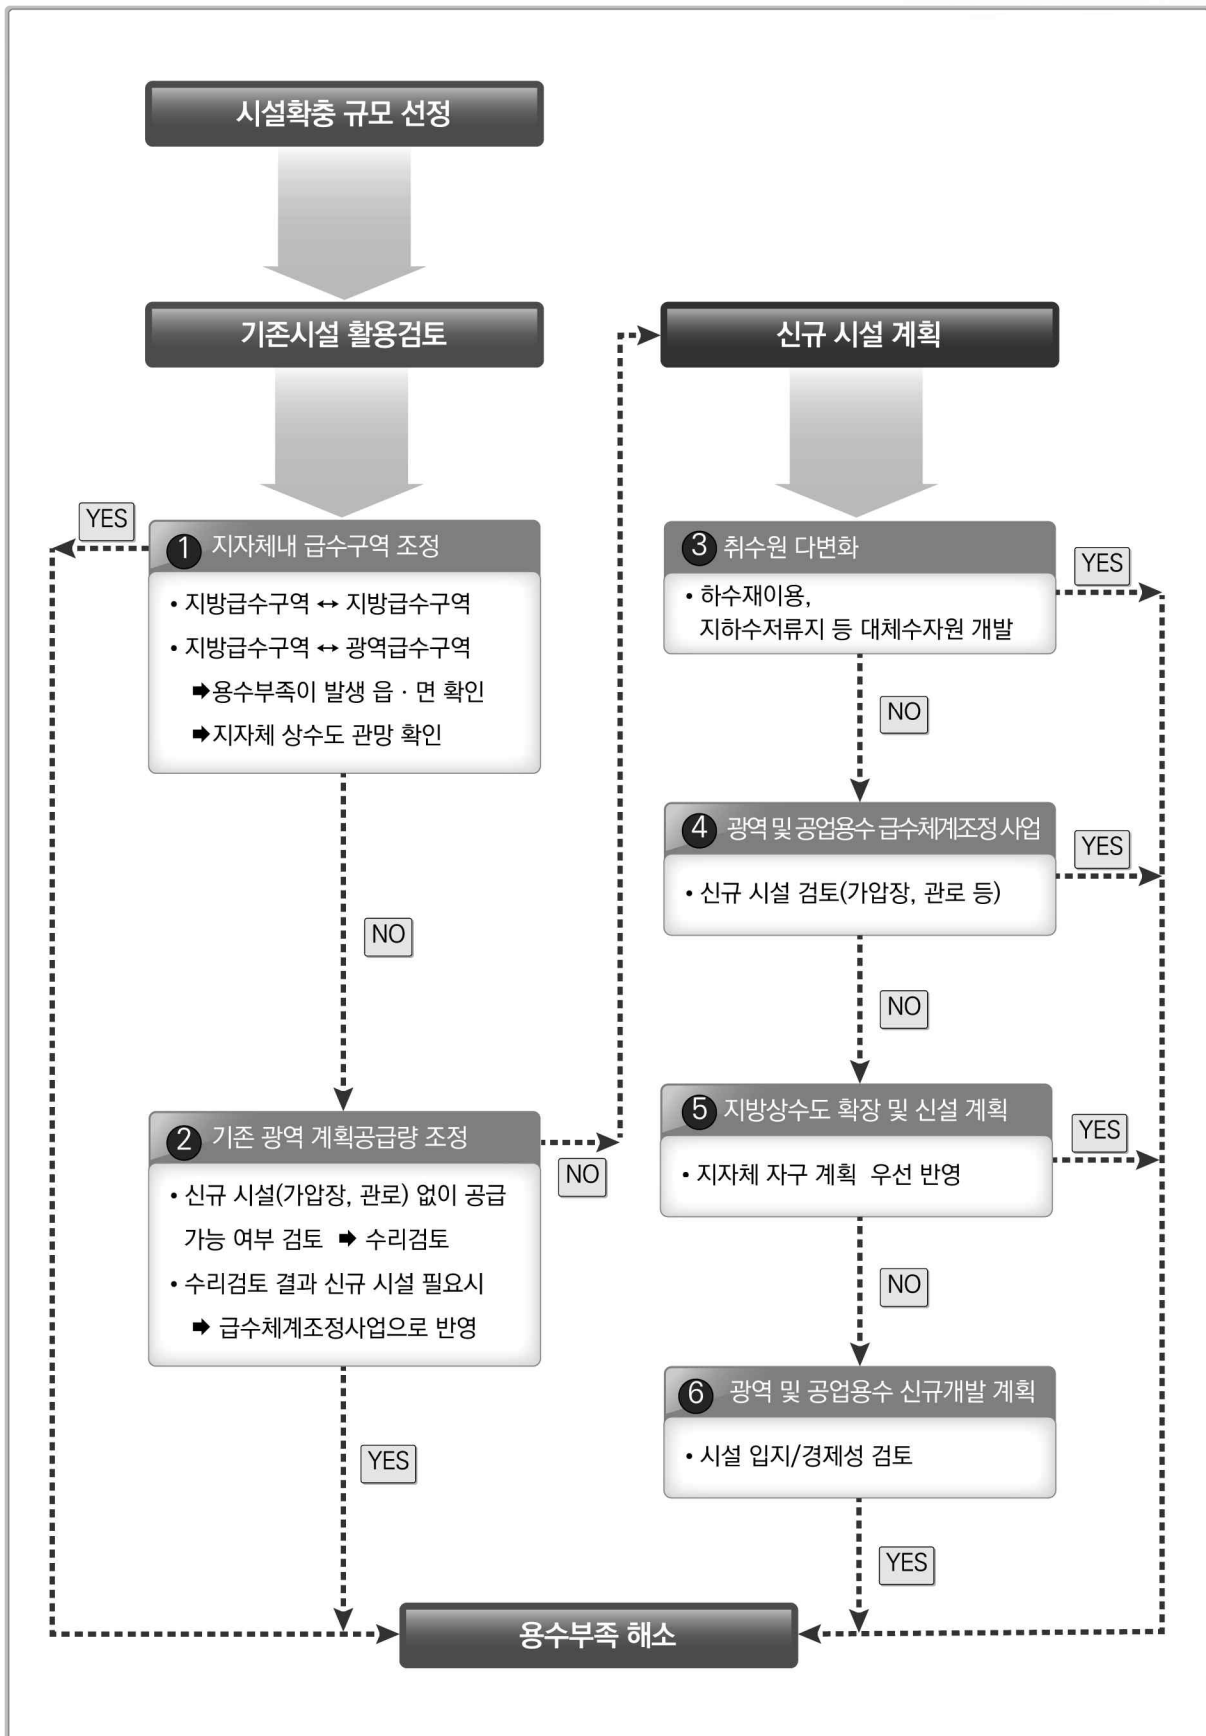 시설확충 규모 선정
기존시설 활용검토
YES
1 지자체내 급수구역 조정
• 지방급수구역 ↔ 지방급수구역
• 지방급수구역 ↔ 광역급수구역
➡용수부족이 발생 읍 · 면 확인
➡지자체 상수도 관망 확인
NO
2 기존 광역 계획공급량 조정
• 신규 시설(가압장, 관로) 없이 공급
가능 여부 검토 ➡ 수리검토
• 수리검토 결과 신규 시설 필요시
➡ 급수체계조정사업으로 반영
NO
YES
신규 시설 계획
3 취수원 다변화
• 하수재이용,
지하수저류지 등 대체수자원 개발
YES
NO
4 광역 및 공업용수 급수체계조정 사업
• 신규 시설 검토(가압장, 관로 등)
YES
NO
5 지방상수도 확장 및 신설 계획
• 지자체 자구 계획 우선 반영
YES
NO
6 광역 및 공업용수 신규개발 계획
• 시설 입지/경제성 검토
YES
용수부족 해소